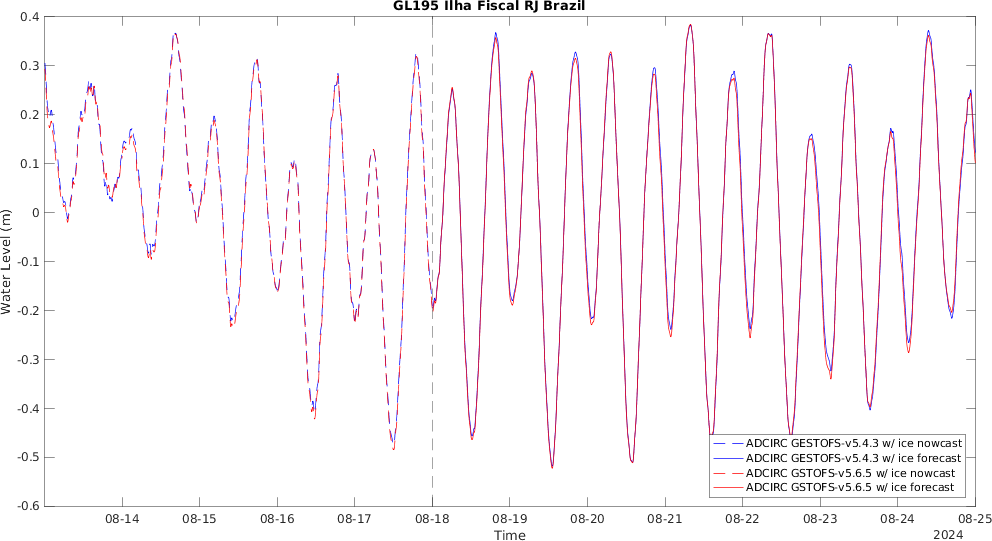 GL195 Ilha Fiscal RJ Brazil
0.4
0.3
0.2
0.1
0
-0.1
-0.2
-0.3
-0.4
-0.5
-0.6
Water Level (m)
ADCIRC GESTOFS-v5.4.3 w/ ice nowcast
ADCIRC GESTOFS-v5.4.3 w/ ice forecast
ADCIRC GSTOFS-v5.6.5 w/ ice nowcast
ADCIRC GSTOFS-v5.6.5 w/ ice forecast
08-14 08-15 08-16 08-17 08-18 08-19 08-20 08-21 08-22 08-23 08-24 08-25
Time
2024